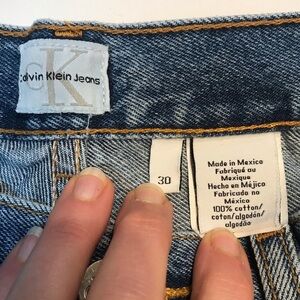 cK
Calvin Klein Jeans
30
Made in Mexico
Fabriqué au
Mexique
Hecho en Méjico
Fabricado no
México
100% cotton/
coton/algodón/
algodão